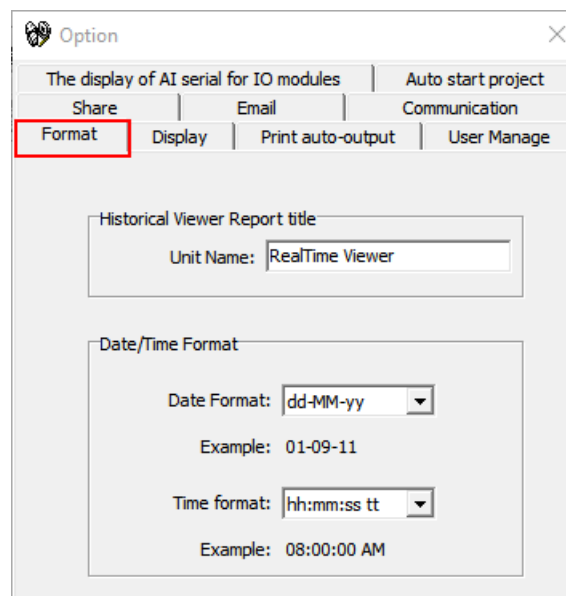 Option
The display of AI serial for IO modules Auto start project
Share Email Communication
Format Display Print auto-output User Manage
Historical Viewer Report title
Unit Name: RealTime Viewer
Date/Time Format
Date Format: dd-MM-yy
Example: 01-09-11
Time format: hh:mm:ss tt
Example: 08:00:00 AM